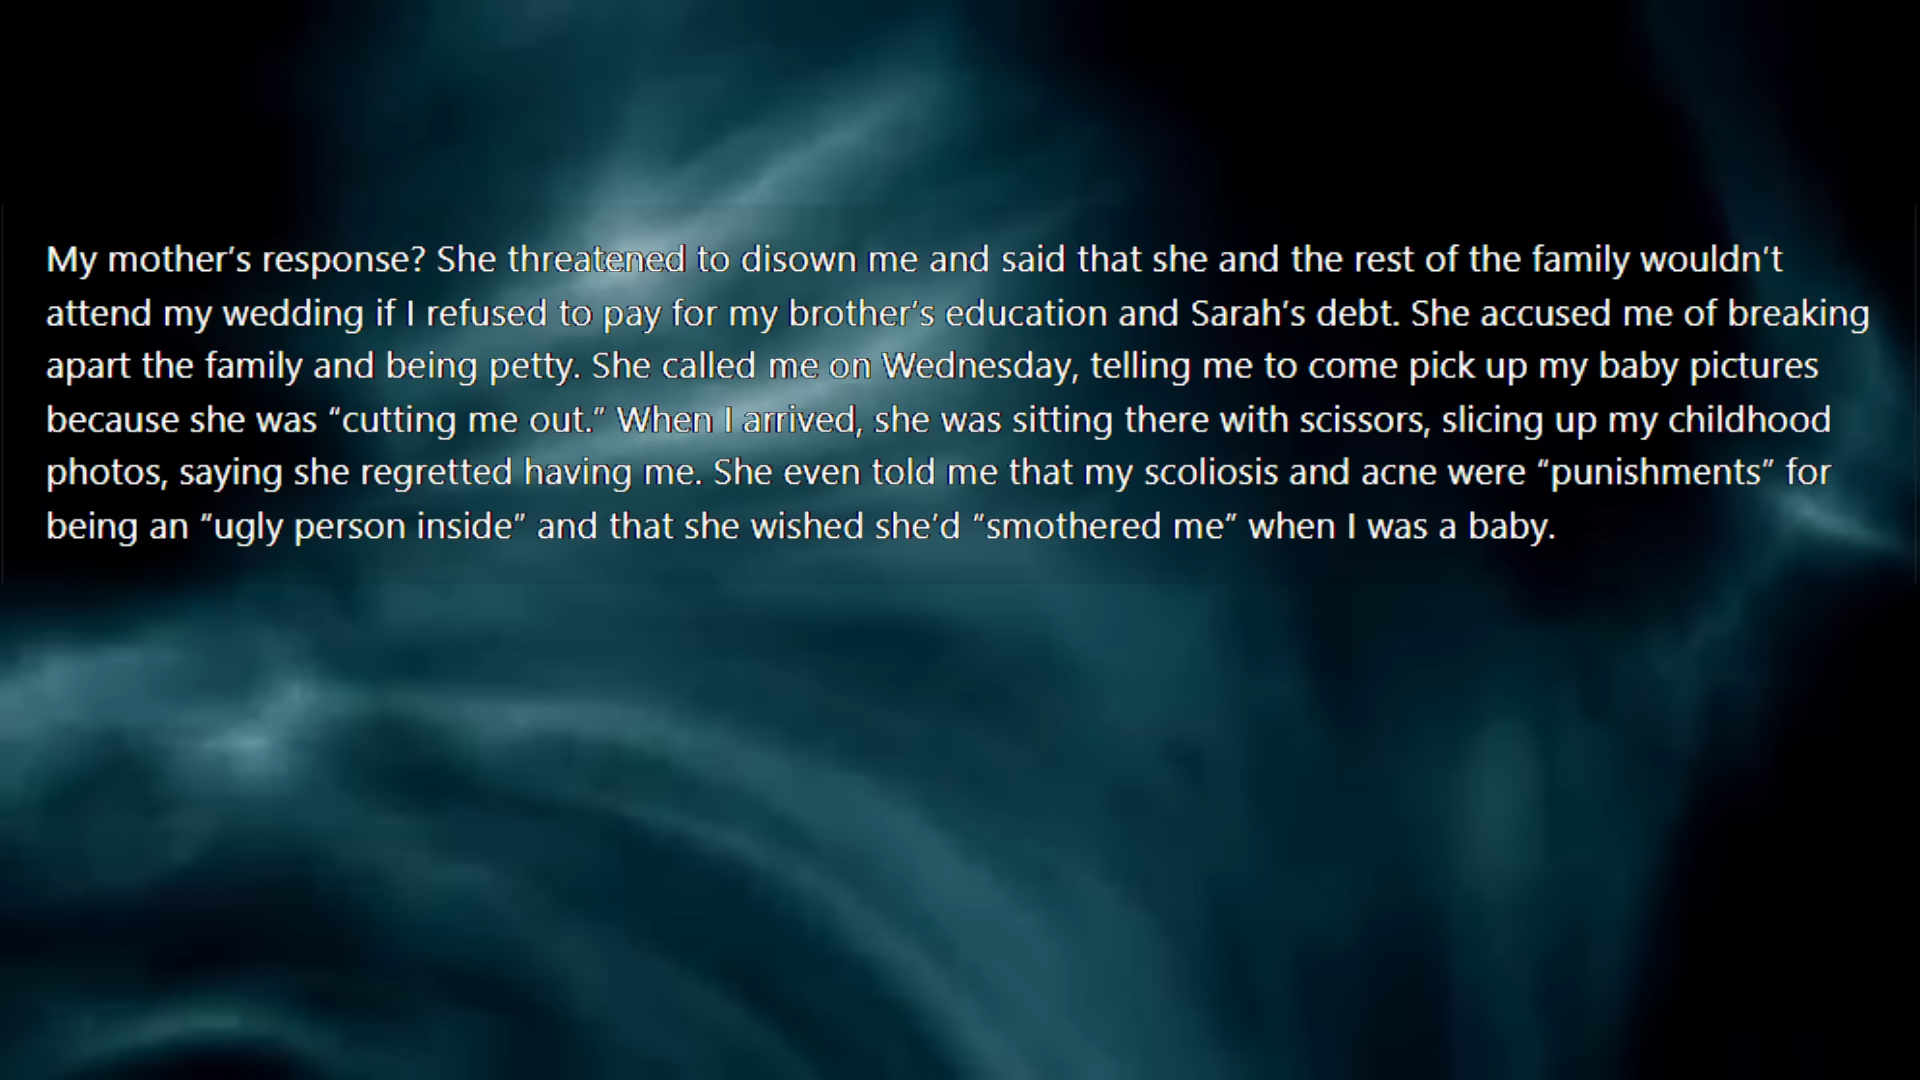 My mother’s response? She threatened to disown me and said that she and the rest of the family wouldn’t
attend my wedding if I refused to pay for my brother’s education and Sarah’s debt. She accused me of breaking
apart the family and being petty. She called me on Wednesday, telling me to come pick up my baby pictures
because she was “cutting me out.” When I arrived, she was sitting there with scissors, slicing up my childhood
photos, saying she regretted having me. She even told me that my scoliosis and acne were “punishments” for
being an “ugly person inside” and that she wished she’d “smothered me” when I was a baby.